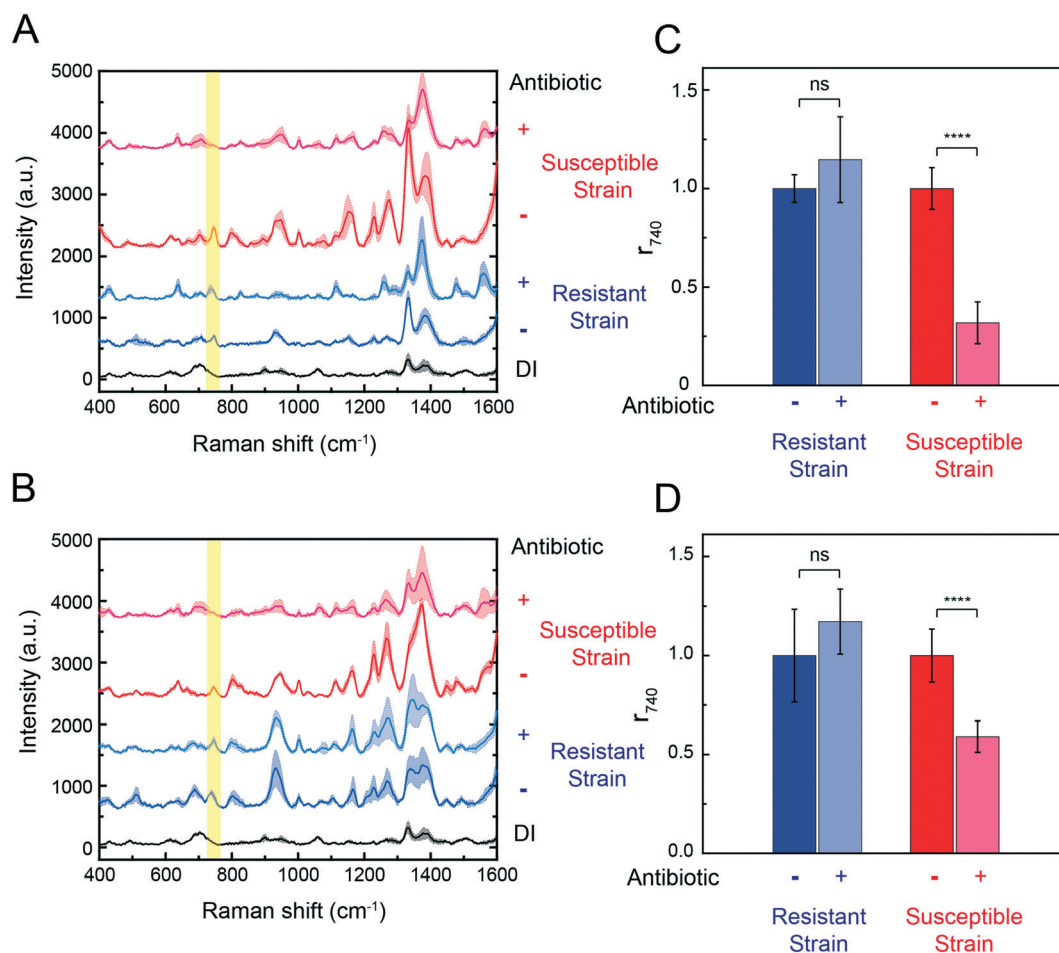 A
5000
4000
3000
2000
1000
0
Intensity (a.u.)
400
600
800
1000
1200
1400
1600
Raman shift (cm⁻¹)
Antibiotic
+
Susceptible
Strain
-
+
Resistant
Strain
-
DI
C
1.5
1.0
0.5
0
r₇₄₀
ns
****
Antibiotic
-
+
-
+
Resistant
Strain
Susceptible
Strain
B
5000
4000
3000
2000
1000
0
Intensity (a.u.)
400
600
800
1000
1200
1400
1600
Raman shift (cm⁻¹)
Antibiotic
+
Susceptible
Strain
-
+
Resistant
Strain
-
DI
D
1.5
1.0
0.5
0.0
r₇₄₀
ns
****
Antibiotic
-
+
-
+
Resistant
Strain
Susceptible
Strain